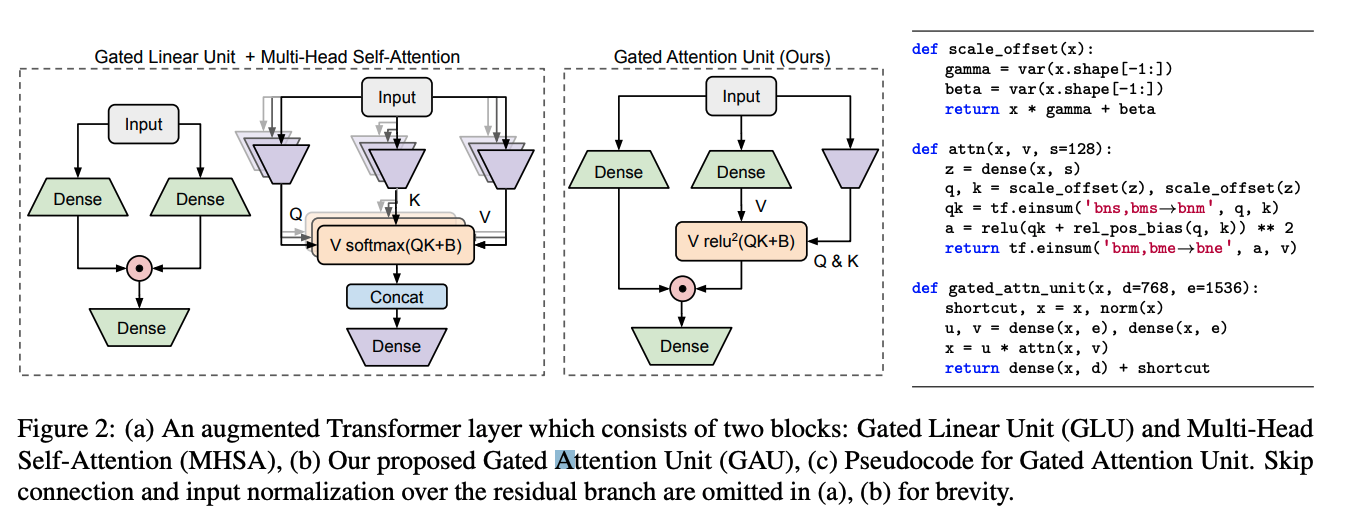 Gated Linear Unit + Multi-Head Self-Attention
Input
Dense
Dense
Dense
Input
Q
K
V
V softmax(QK+B)
Concat
Dense
Gated Attention Unit (Ours)
Input
Dense
Dense
V
V relu²(QK+B)
Q & K
Dense
def scale_offset(x):
    gamma = var(x.shape[-1:])
    beta = var(x.shape[-1:])
    return x * gamma + beta
def attn(x, v, s=128):
    z = dense(x, s)
    q, k = scale_offset(z), scale_offset(z)
    qk = tf.einsum('bns,bms→bnm', q, k)
    a = relu(qk + rel_pos_bias(q, k)) ** 2
    return tf.einsum('bnm,bme→bne', a, v)
def gated_attn_unit(x, d=768, e=1536):
    shortcut, x = x, norm(x)
    u, v = dense(x, e), dense(x, e)
    x = u * attn(x, v)
    return dense(x, d) + shortcut
Figure 2: (a) An augmented Transformer layer which consists of two blocks: Gated Linear Unit (GLU) and Multi-Head
Self-Attention (MHSA), (b) Our proposed Gated Attention Unit (GAU), (c) Pseudocode for Gated Attention Unit. Skip
connection and input normalization over the residual branch are omitted in (a), (b) for brevity.